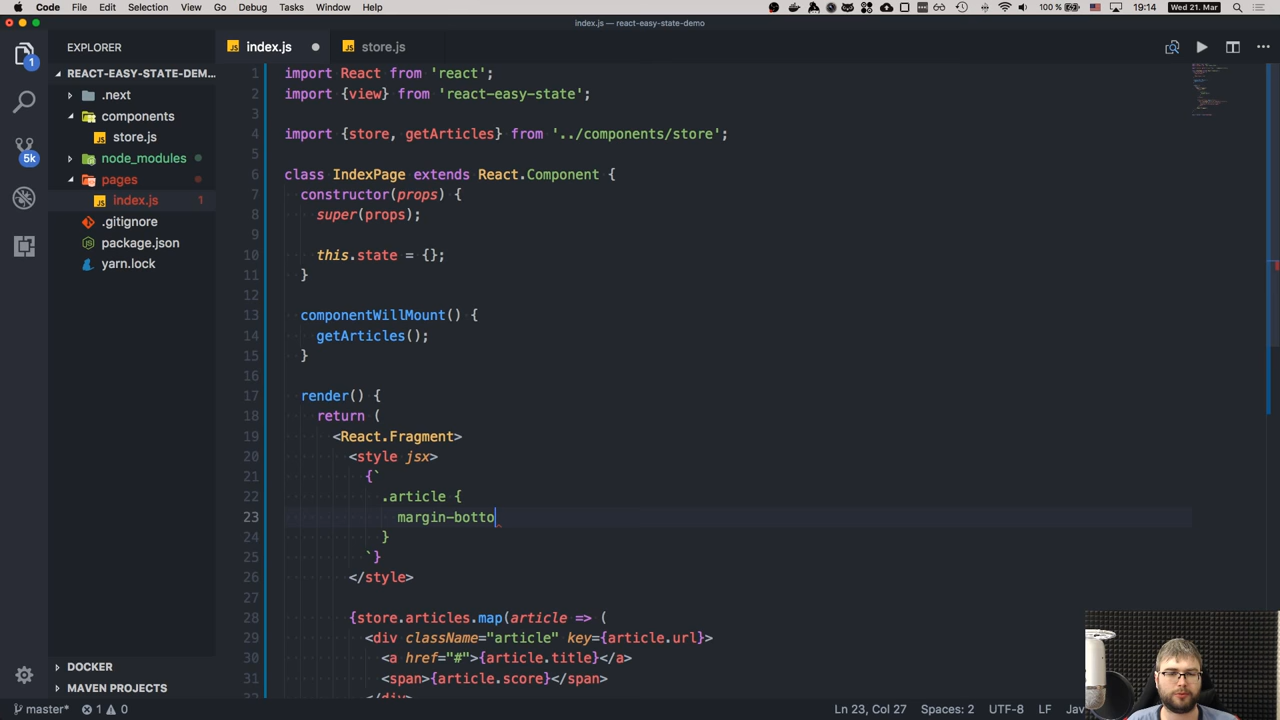 Code File Edit Selection View Go Debug Tasks Window Help 100 % 19:14 Wed 21. Mar
index.js — react-easy-state-demo
EXPLORER
index.js
store.js
REACT-EASY-STATE-DEM...
.next
components
store.js
node_modules
pages
index.js 1
.gitignore
package.json
yarn.lock
1
5k
DOCKER
MAVEN PROJECTS
1 import React from 'react';
2 import {view} from 'react-easy-state';
3
4 import {store, getArticles} from '../components/store';
5
6 class IndexPage extends React.Component {
7 constructor(props) {
8 super(props);
9
10 this.state = {};
11 }
12
13 componentWillMount() {
14 getArticles();
15 }
16
17 render() {
18 return (
19 <React.Fragment>
20 <style jsx>
21 {`
22 .article {
23 margin-botto
24 }
25 `}
26 </style>
27
28 {store.articles.map(article => (
29 <div className="article" key={article.url}>
30 <a href="#">{article.title}</a>
31 <span>{article.score}</span>
32 </div>
master* 1 0 Ln 23, Col 27 Spaces: 2 UTF-8 LF